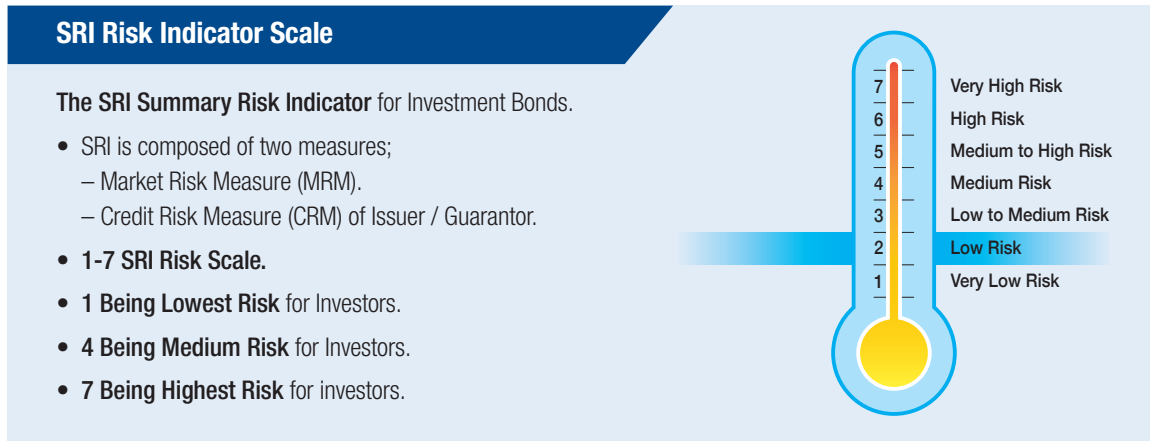 SRI Risk Indicator Scale
The SRI Summary Risk Indicator for Investment Bonds.
• SRI is composed of two measures;
– Market Risk Measure (MRM).
– Credit Risk Measure (CRM) of Issuer / Guarantor.
• 1-7 SRI Risk Scale.
• 1 Being Lowest Risk for Investors.
• 4 Being Medium Risk for Investors.
• 7 Being Highest Risk for investors.
7 Very High Risk
6 High Risk
5 Medium to High Risk
4 Medium Risk
3 Low to Medium Risk
2 Low Risk
1 Very Low Risk